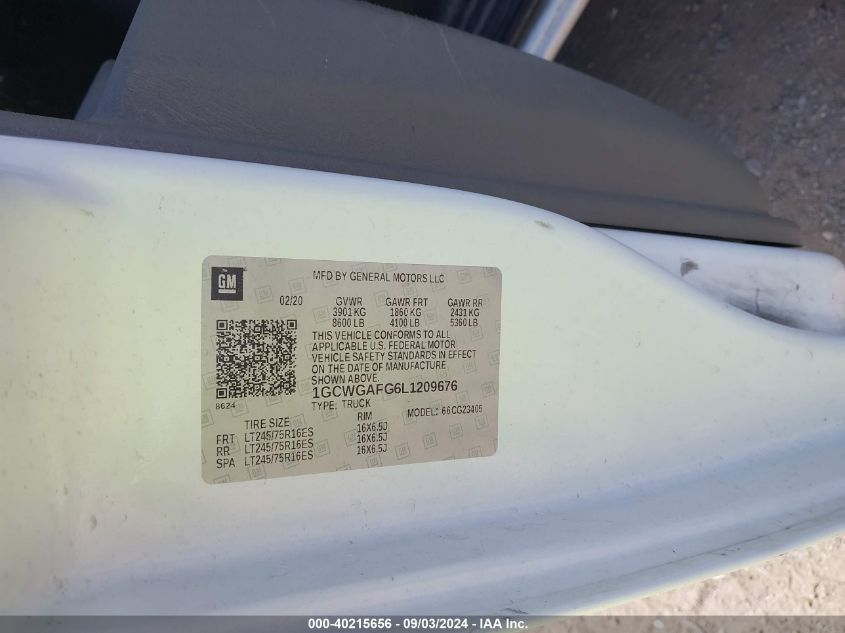 GM
MFD BY GENERAL MOTORS LLC
02/20 GVWR GAWR FRT GAWR RR
3901 KG 1860 KG 2431 KG
8600 LB 4100 LB 5360 LB
THIS VEHICLE CONFORMS TO ALL
APPLICABLE U.S. FEDERAL MOTOR
VEHICLE SAFETY STANDARDS IN EFFECT
ON THE DATE OF MANUFACTURE
SHOWN ABOVE.
1GCWGAFG6L1209676
8624
TYPE: TRUCK MODEL: 66CG23405
TIRE SIZE RIM
FRT LT245/75R16ES 16X6.5J
RR LT245/75R16ES 16X6.5J
SPA LT245/75R16ES 16X6.5J
000-40215656 - 09/03/2024 - IAA Inc.